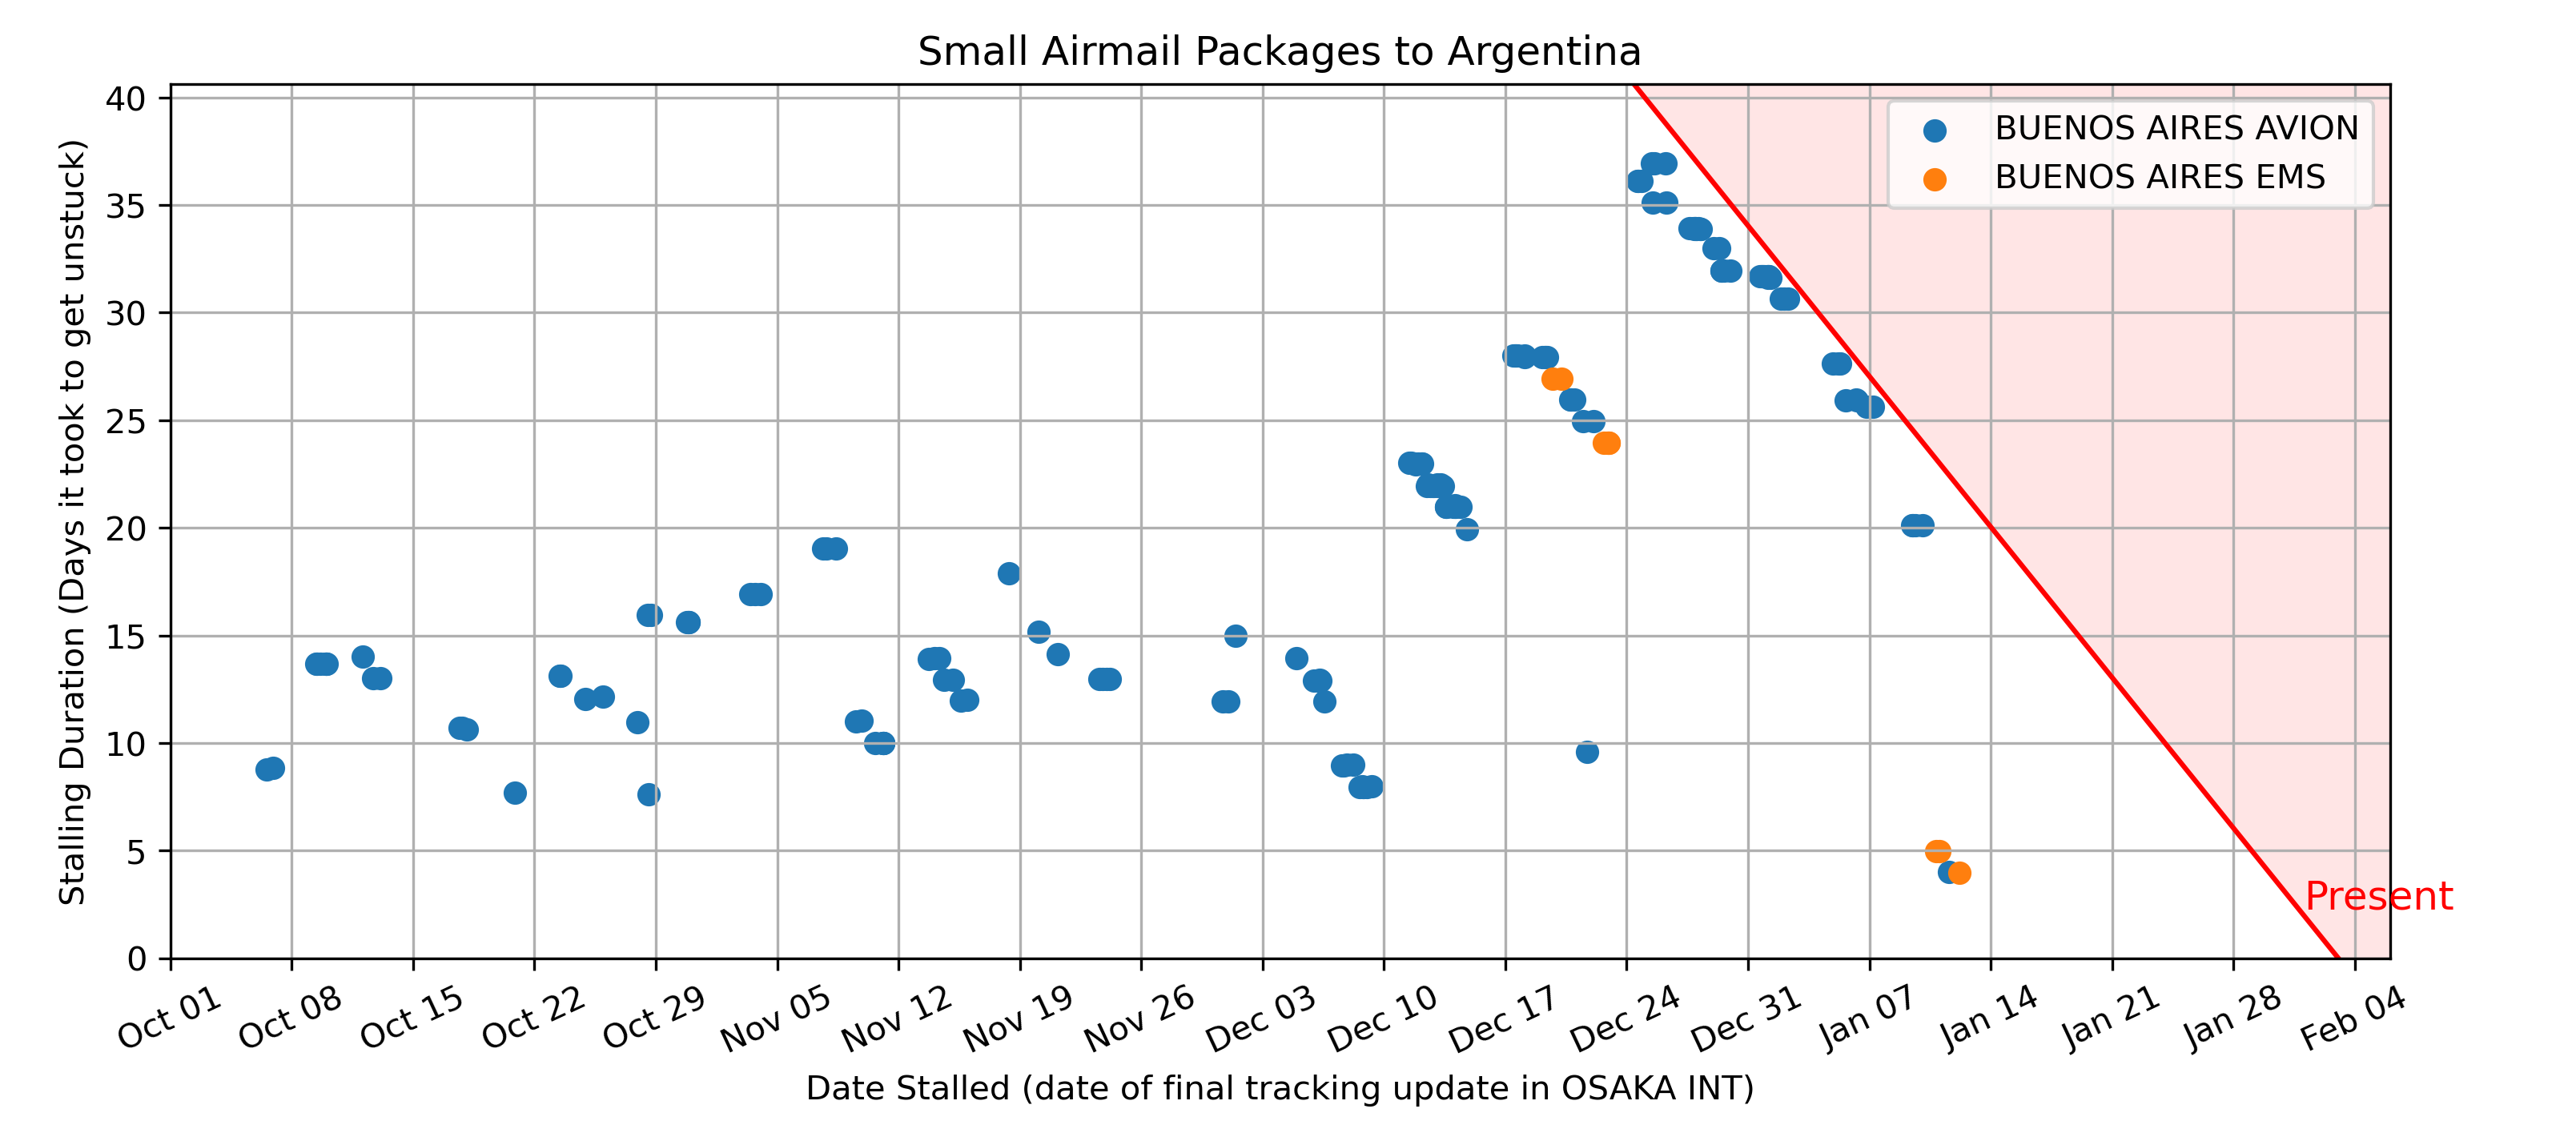 Small Airmail Packages to Argentina
40
35
30
25
20
15
10
5
0
Stalling Duration (Days it took to get unstuck)
BUENOS AIRES AVION
BUENOS AIRES EMS
Present
Oct 01
Oct 08
Oct 15
Oct 22
Oct 29
Nov 05
Nov 12
Nov 19
Nov 26
Dec 03
Dec 10
Dec 17
Dec 24
Dec 31
Jan 07
Jan 14
Jan 21
Jan 28
Feb 04
Date Stalled (date of final tracking update in OSAKA INT)